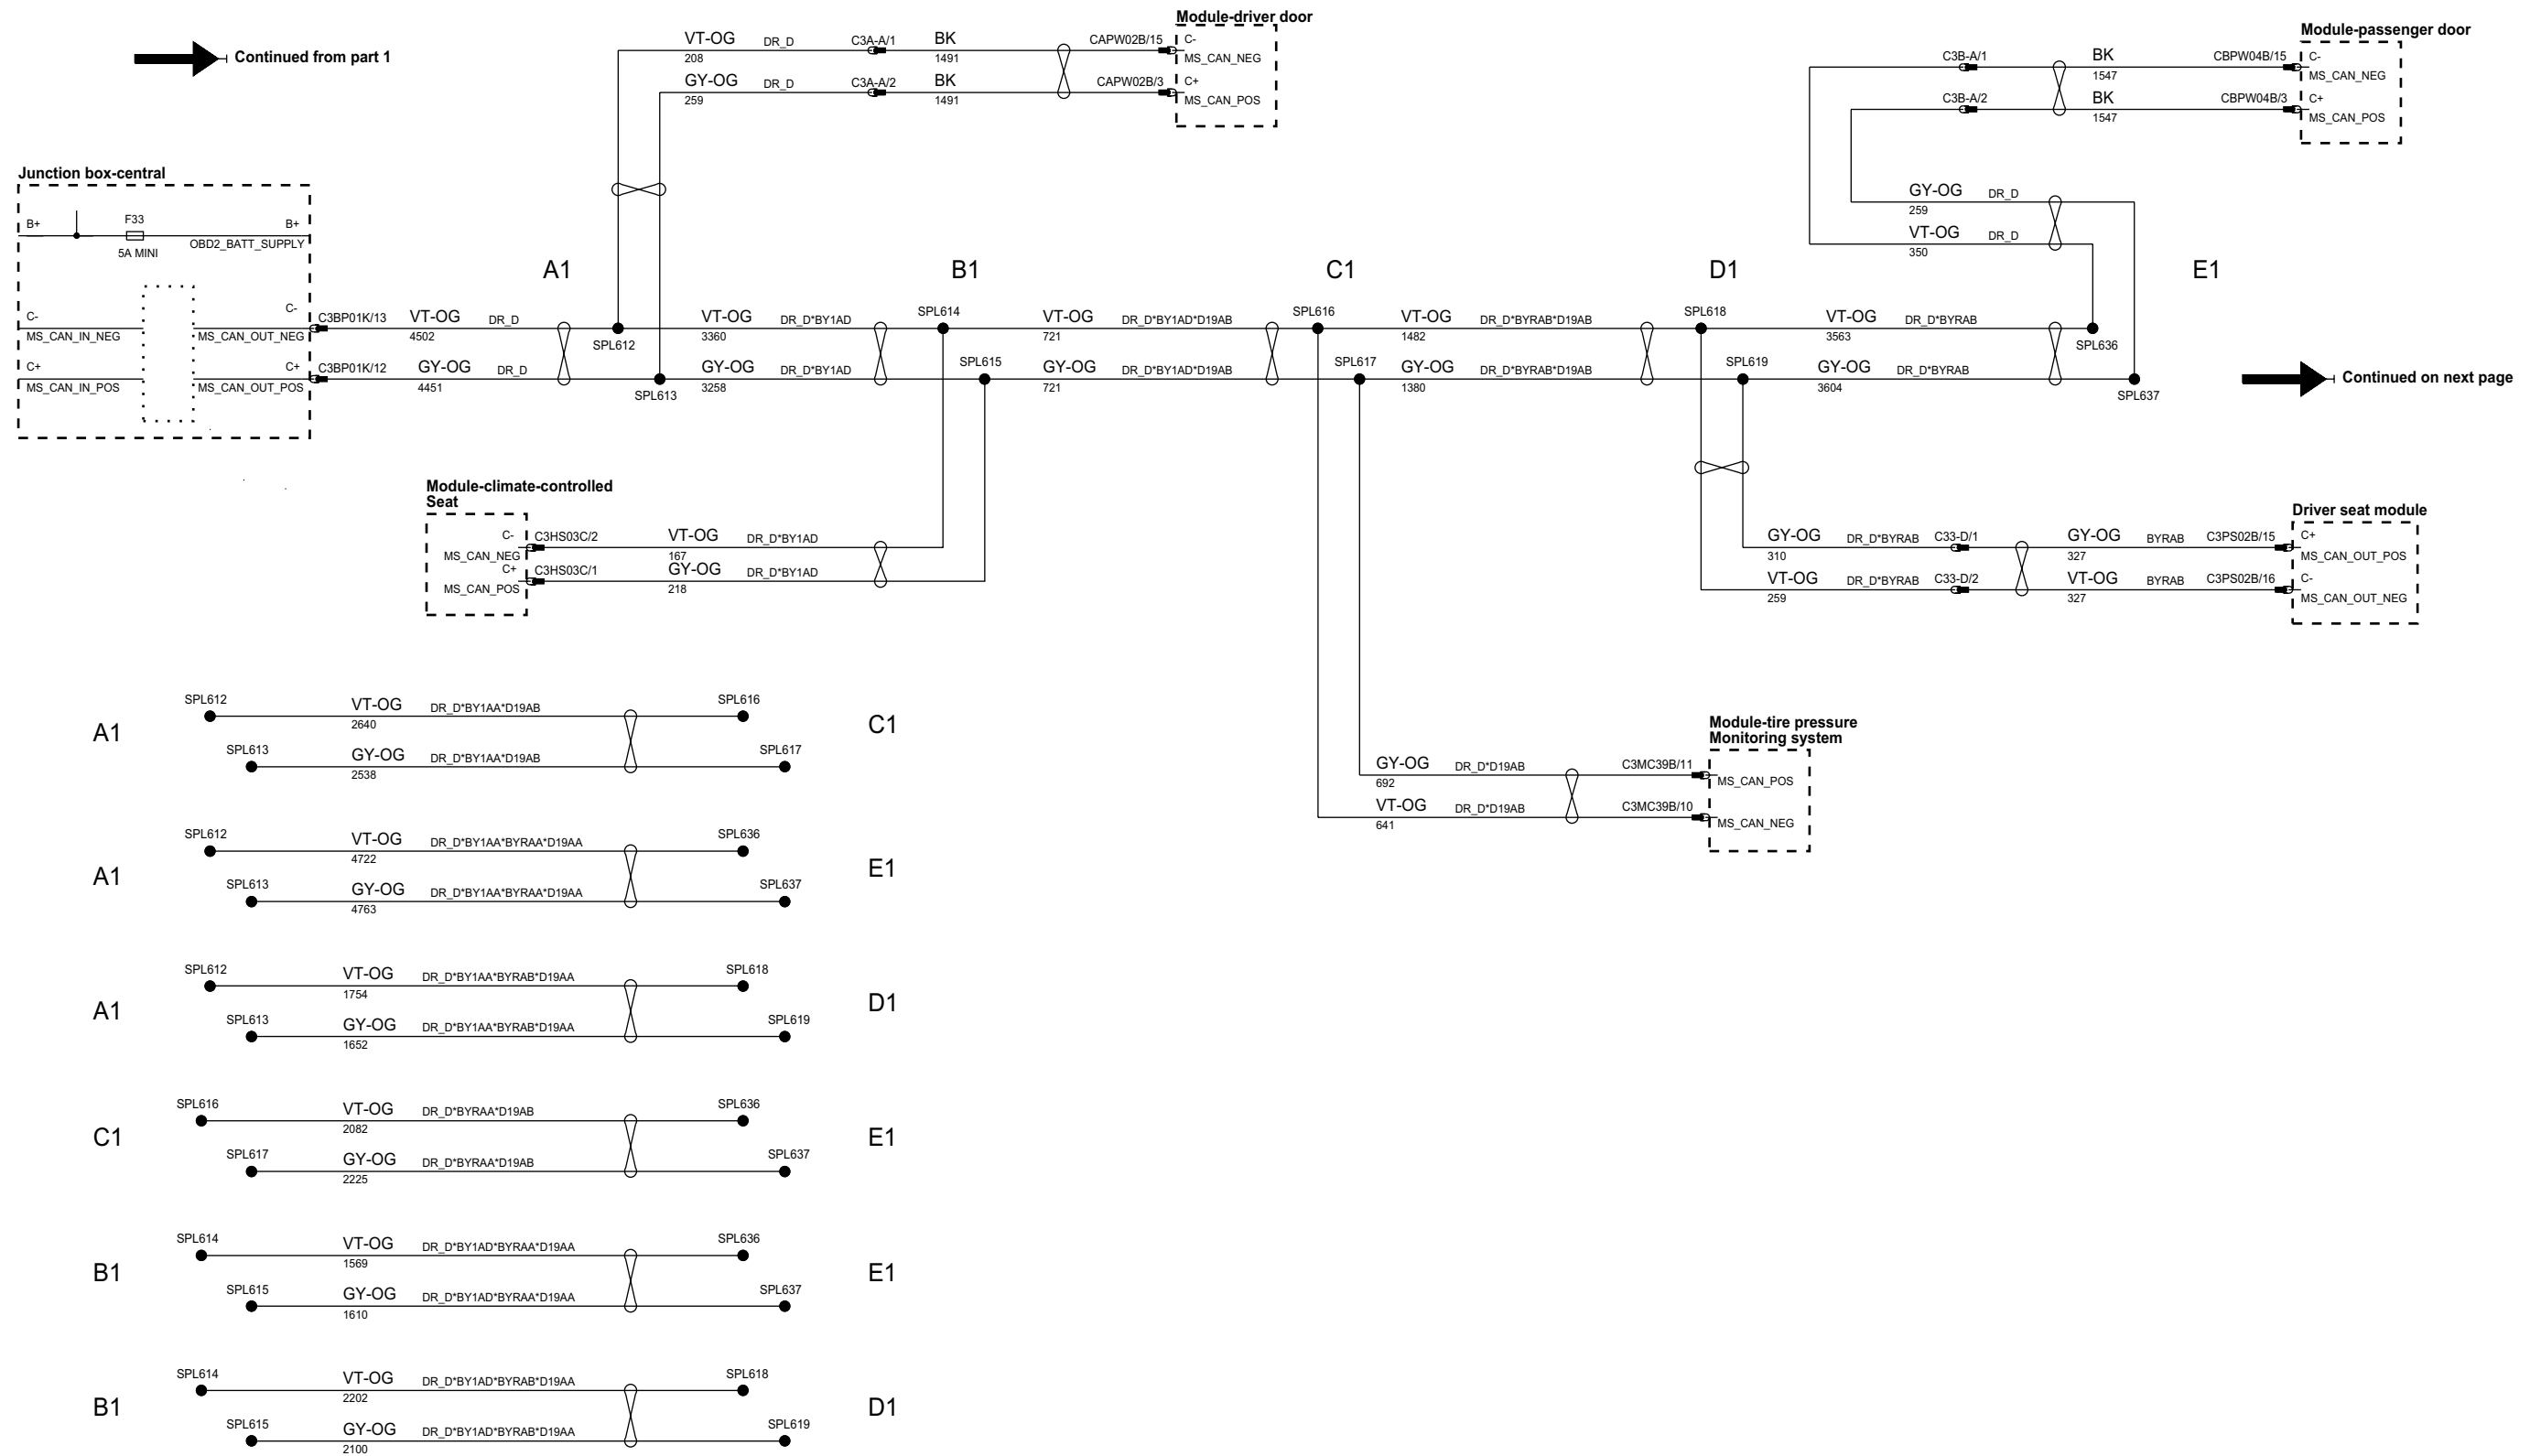 Continued from part 1
Module-driver door
VT-OG DR_D C3A-A/1 BK CAPW02B/15 C-
208 1491 MS_CAN_NEG
GY-OG DR_D C3A-A/2 BK CAPW02B/3 C+
259 1491 MS_CAN_POS
Module-passenger door
C3B-A/1 BK CBPW04B/15 C-
1547 MS_CAN_NEG
C3B-A/2 BK CBPW04B/3 C+
1547 MS_CAN_POS
GY-OG DR_D
259
VT-OG DR_D
350
Junction box-central
B+ F33 B+
5A MINI OBD2_BATT_SUPPLY
A1 B1 C1 D1 E1
C- C-
MS_CAN_IN_NEG MS_CAN_OUT_NEG
C+ C+
MS_CAN_IN_POS MS_CAN_OUT_POS
C3BP01K/13 VT-OG DR_D
4502
SPL612
VT-OG DR_D*BY1AD
3360
SPL614
VT-OG DR_D*BY1AD*D19AB
721
SPL616
VT-OG DR_D*BYRAB*D19AB
1482
SPL618
VT-OG DR_D*BYRAB
3563
SPL636
C3BP01K/12 GY-OG DR_D
4451
SPL613
GY-OG DR_D*BY1AD
3258
SPL615
GY-OG DR_D*BY1AD*D19AB
721
SPL617
GY-OG DR_D*BYRAB*D19AB
1380
SPL619
GY-OG DR_D*BYRAB
3604
SPL637
Continued on next page
Module-climate-controlled
Seat
C- C3HS03C/2 VT-OG DR_D*BY1AD
MS_CAN_NEG 167
C+ C3HS03C/1 GY-OG DR_D*BY1AD
MS_CAN_POS 218
Driver seat module
GY-OG DR_D*BYRAB C33-D/1 GY-OG BYRAB C3PS02B/15 C+
310 327 MS_CAN_OUT_POS
VT-OG DR_D*BYRAB C33-D/2 VT-OG BYRAB C3PS02B/16 C-
259 327 MS_CAN_OUT_NEG
Module-tire pressure
Monitoring system
GY-OG DR_D*D19AB C3MC39B/11
692 MS_CAN_POS
VT-OG DR_D*D19AB C3MC39B/10
641 MS_CAN_NEG
SPL612 VT-OG DR_D*BY1AA*D19AB SPL616
2640
A1 C1
SPL613 GY-OG DR_D*BY1AA*D19AB SPL617
2538
SPL612 VT-OG DR_D*BY1AA*BYRAA*D19AA SPL636
4722
A1 E1
SPL613 GY-OG DR_D*BY1AA*BYRAA*D19AA SPL637
4763
SPL612 VT-OG DR_D*BY1AA*BYRAB*D19AA SPL618
1754
A1 D1
SPL613 GY-OG DR_D*BY1AA*BYRAB*D19AA SPL619
1652
SPL616 VT-OG DR_D*BYRAA*D19AB SPL636
2082
C1 E1
SPL617 GY-OG DR_D*BYRAA*D19AB SPL637
2225
SPL614 VT-OG DR_D*BY1AD*BYRAA*D19AA SPL636
1569
B1 E1
SPL615 GY-OG DR_D*BY1AD*BYRAA*D19AA SPL637
1610
SPL614 VT-OG DR_D*BY1AD*BYRAB*D19AA SPL618
2202
B1 D1
SPL615 GY-OG DR_D*BY1AD*BYRAB*D19AA SPL619
2100